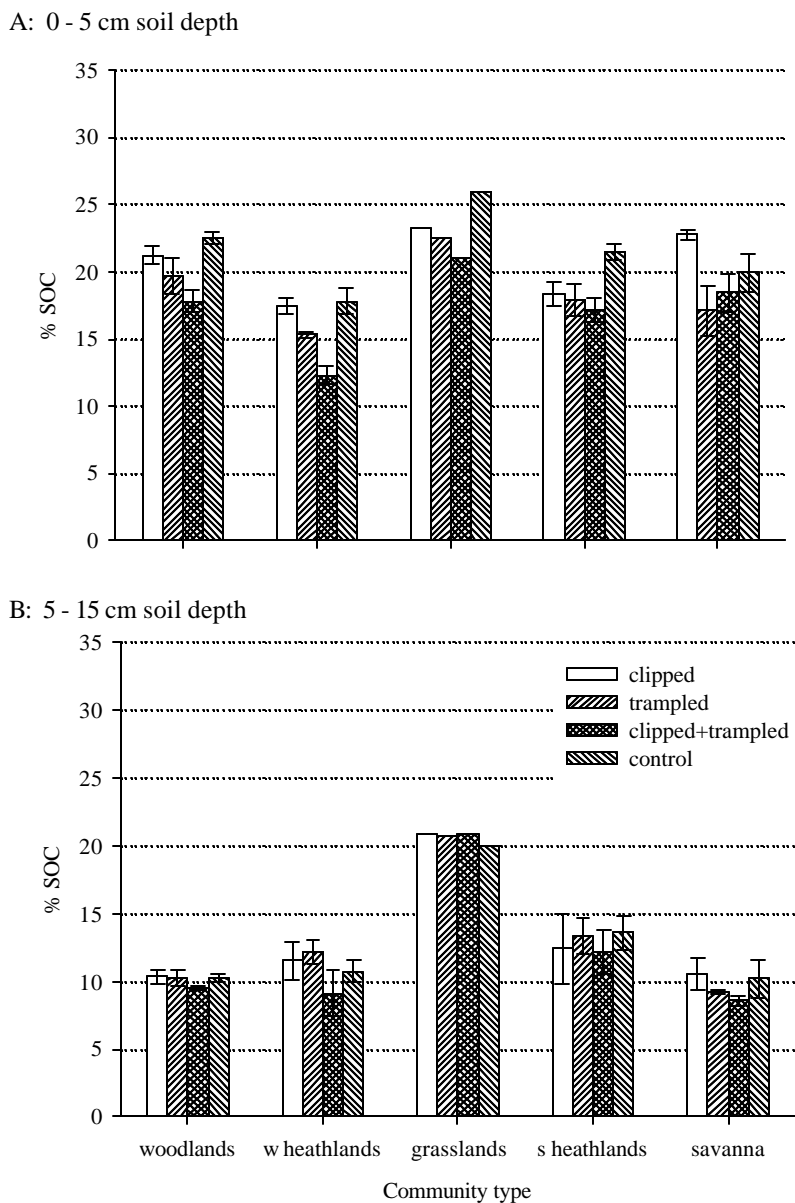 A: 0 - 5 cm soil depth
35
30
25
20
15
10
5
0
% SOC
B: 5 - 15 cm soil depth
35
30
25
20
15
10
5
0
% SOC
clipped
trampled
clipped+trampled
control
woodlands w heathlands grasslands s heathlands savanna
Community type